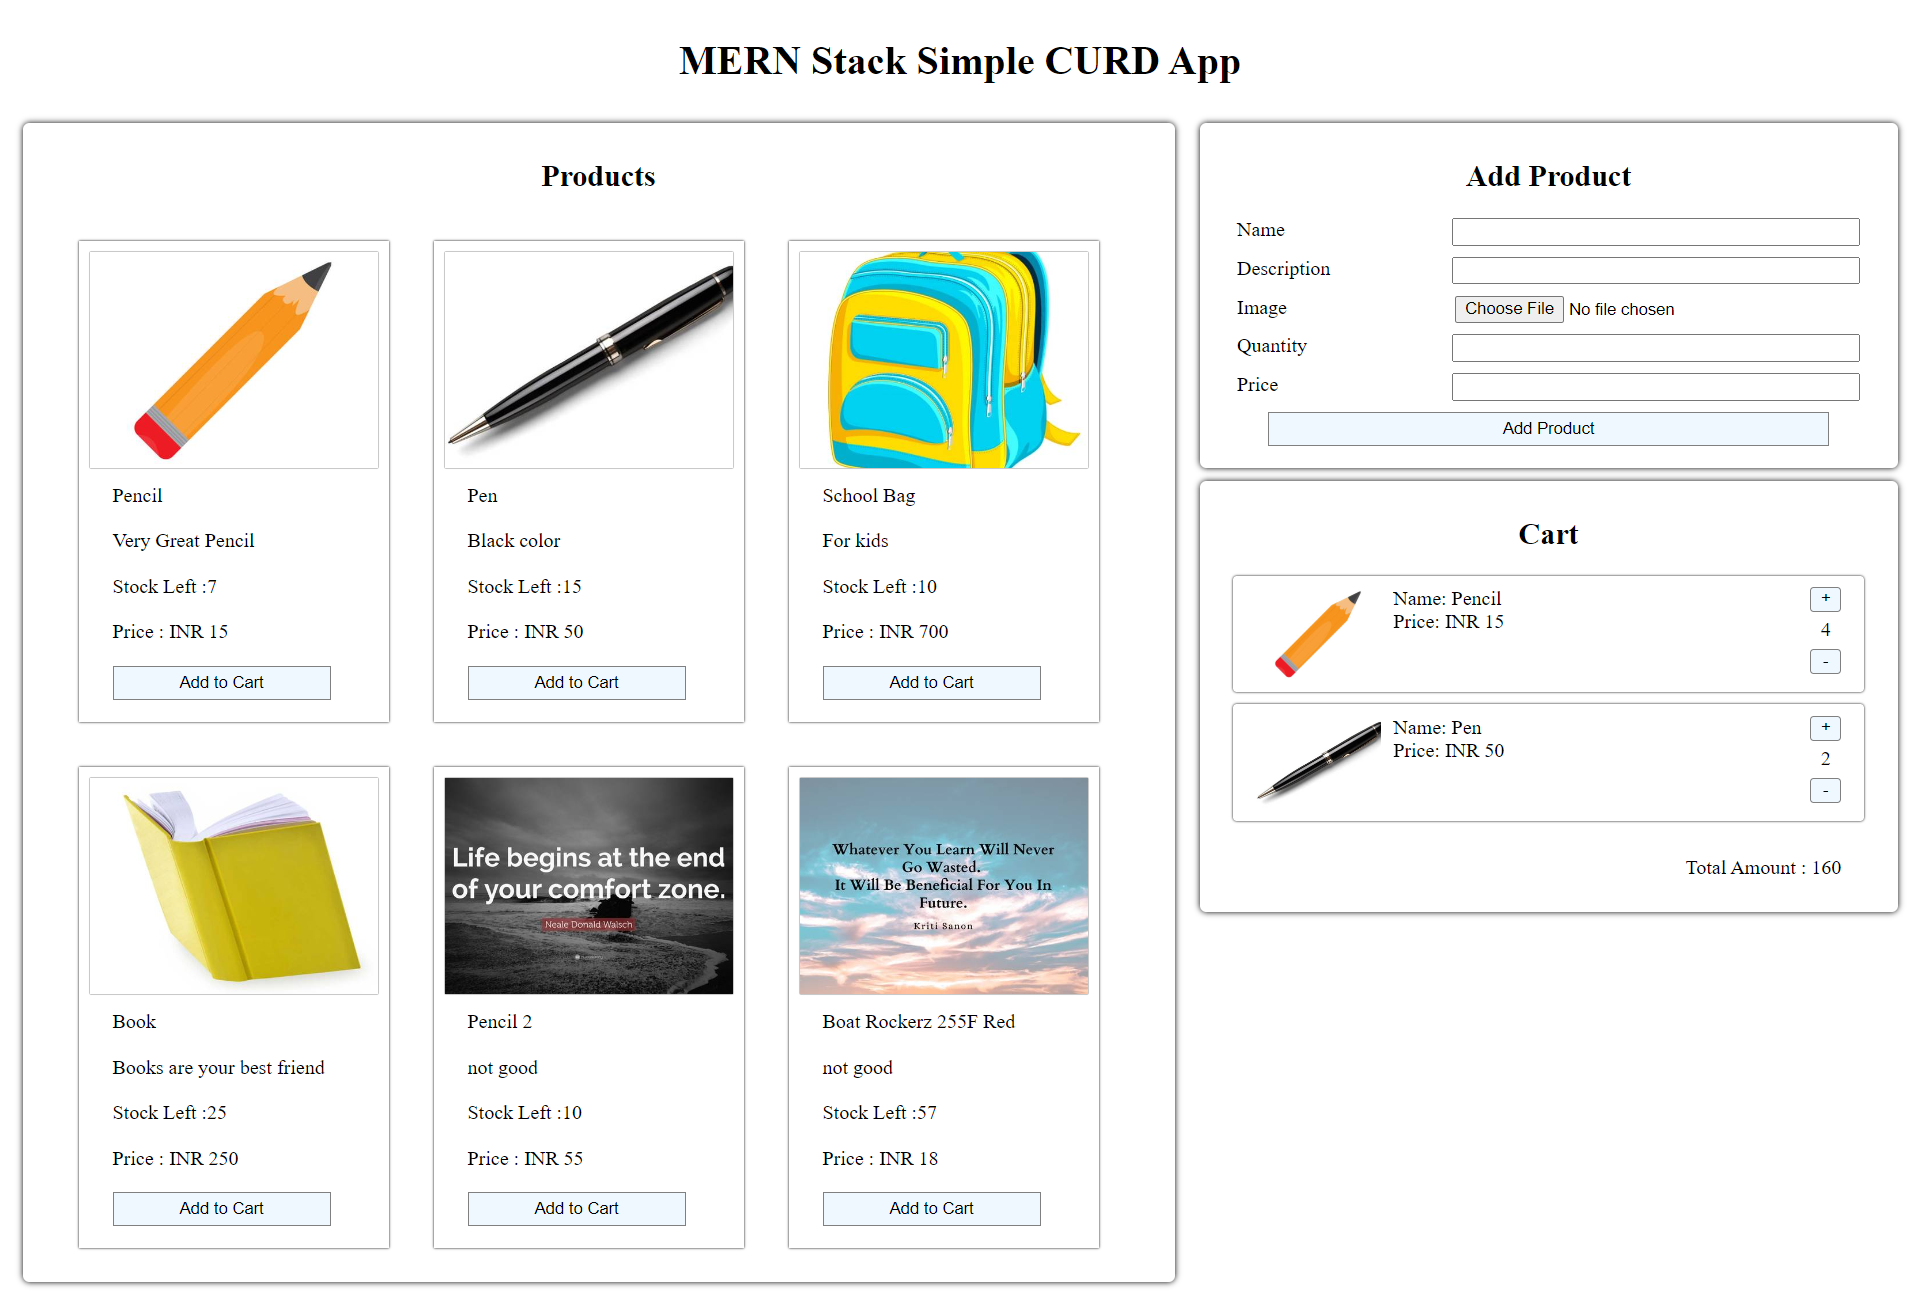 MERN Stack Simple CURD App
Products
Pencil
Very Great Pencil
Stock Left :7
Price : INR 15
Add to Cart
Pen
Black color
Stock Left :15
Price : INR 50
Add to Cart
School Bag
For kids
Stock Left :10
Price : INR 700
Add to Cart
Book
Books are your best friend
Stock Left :25
Price : INR 250
Add to Cart
Life begins at the end
of your comfort zone.
Neale Donald Walsch
Pencil 2
not good
Stock Left :10
Price : INR 55
Add to Cart
Whatever You Learn Will Never
Go Wasted.
It Will Be Beneficial For You In
Future.
Kriti Sanon
Boat Rockerz 255F Red
not good
Stock Left :57
Price : INR 18
Add to Cart
Add Product
Name
Description
Image
Choose File No file chosen
Quantity
Price
Add Product
Cart
Name: Pencil
Price: INR 15
+
4
-
Name: Pen
Price: INR 50
+
2
-
Total Amount : 160